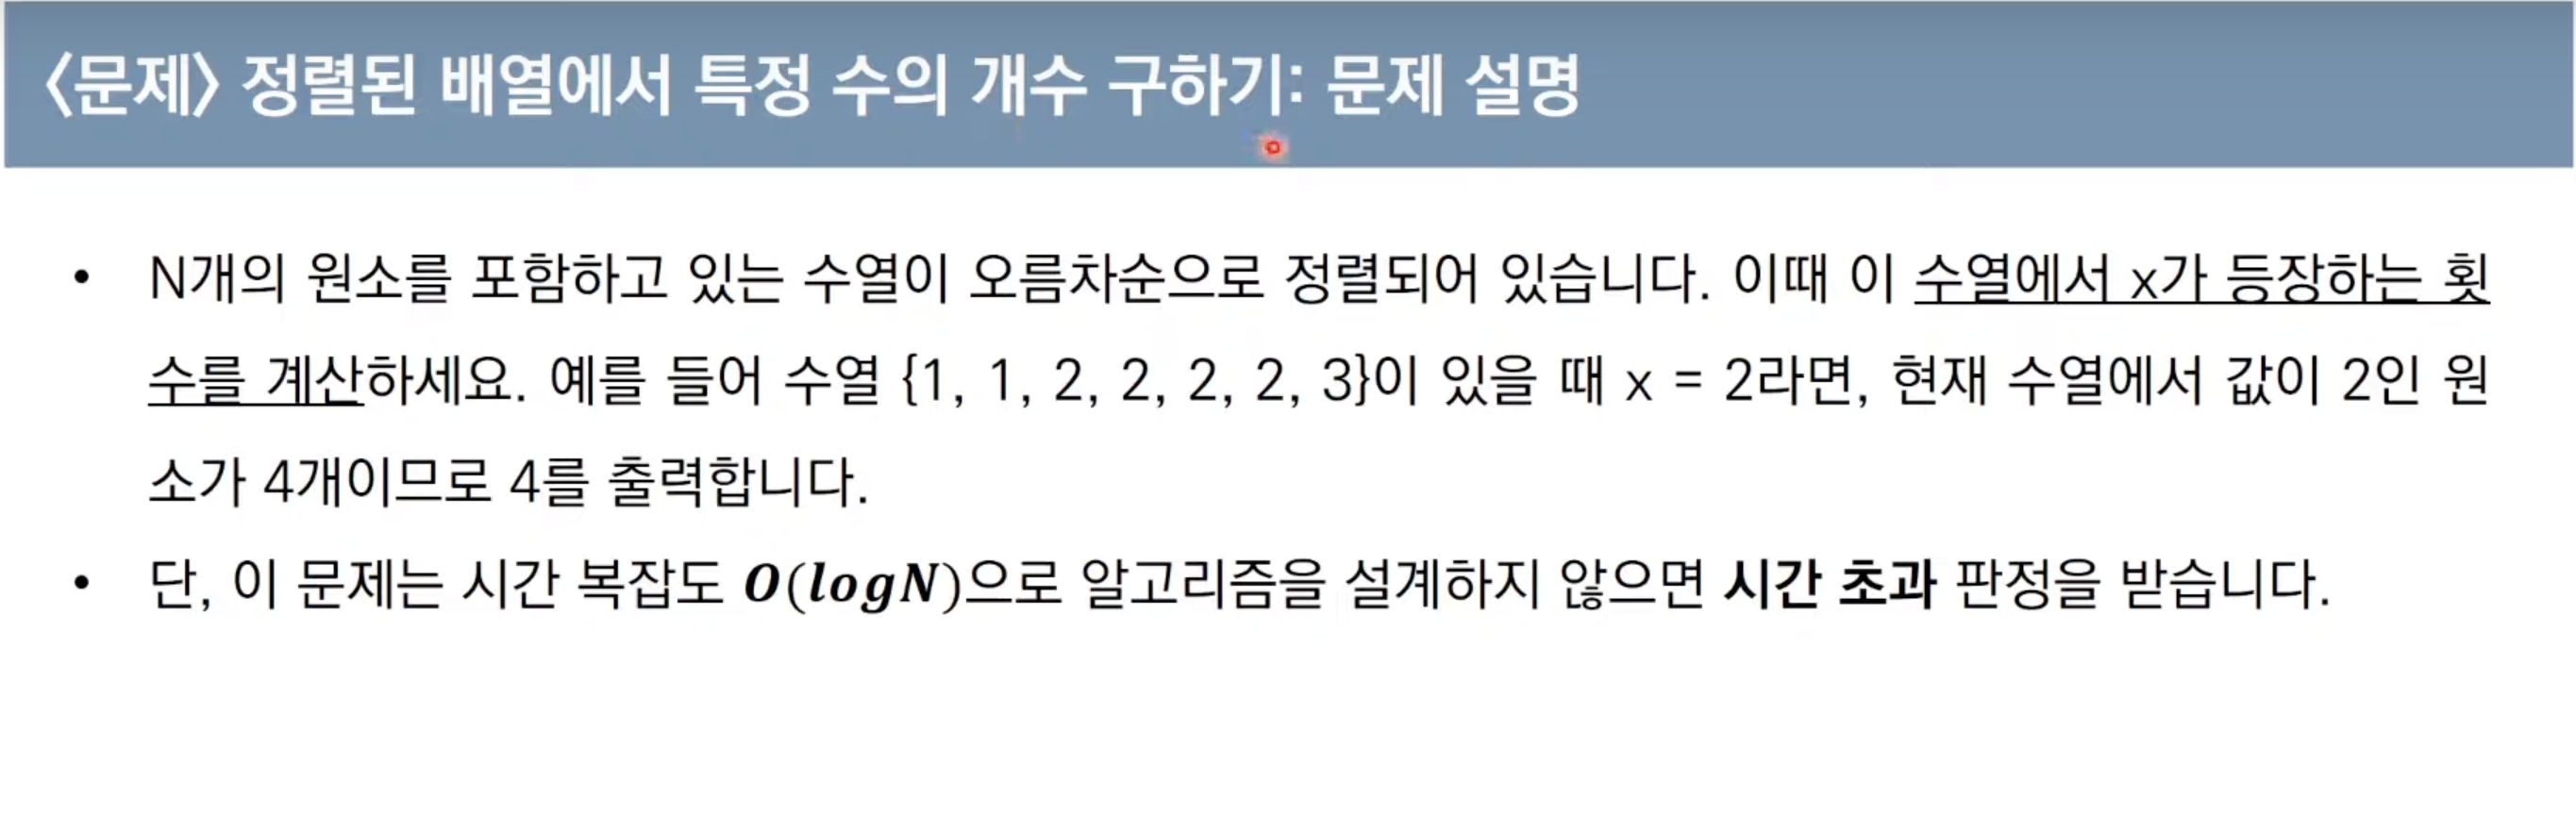 〈문제〉 정렬된 배열에서 특정 수의 개수 구하기: 문제 설명
• N개의 원소를 포함하고 있는 수열이 오름차순으로 정렬되어 있습니다. 이때 이 수열에서 x가 등장하는 횟
수를 계산하세요. 예를 들어 수열 {1, 1, 2, 2, 2, 2, 3}이 있을 때 x = 2라면, 현재 수열에서 값이 2인 원
소가 4개이므로 4를 출력합니다.
• 단, 이 문제는 시간 복잡도 O(logN)으로 알고리즘을 설계하지 않으면 시간 초과 판정을 받습니다.